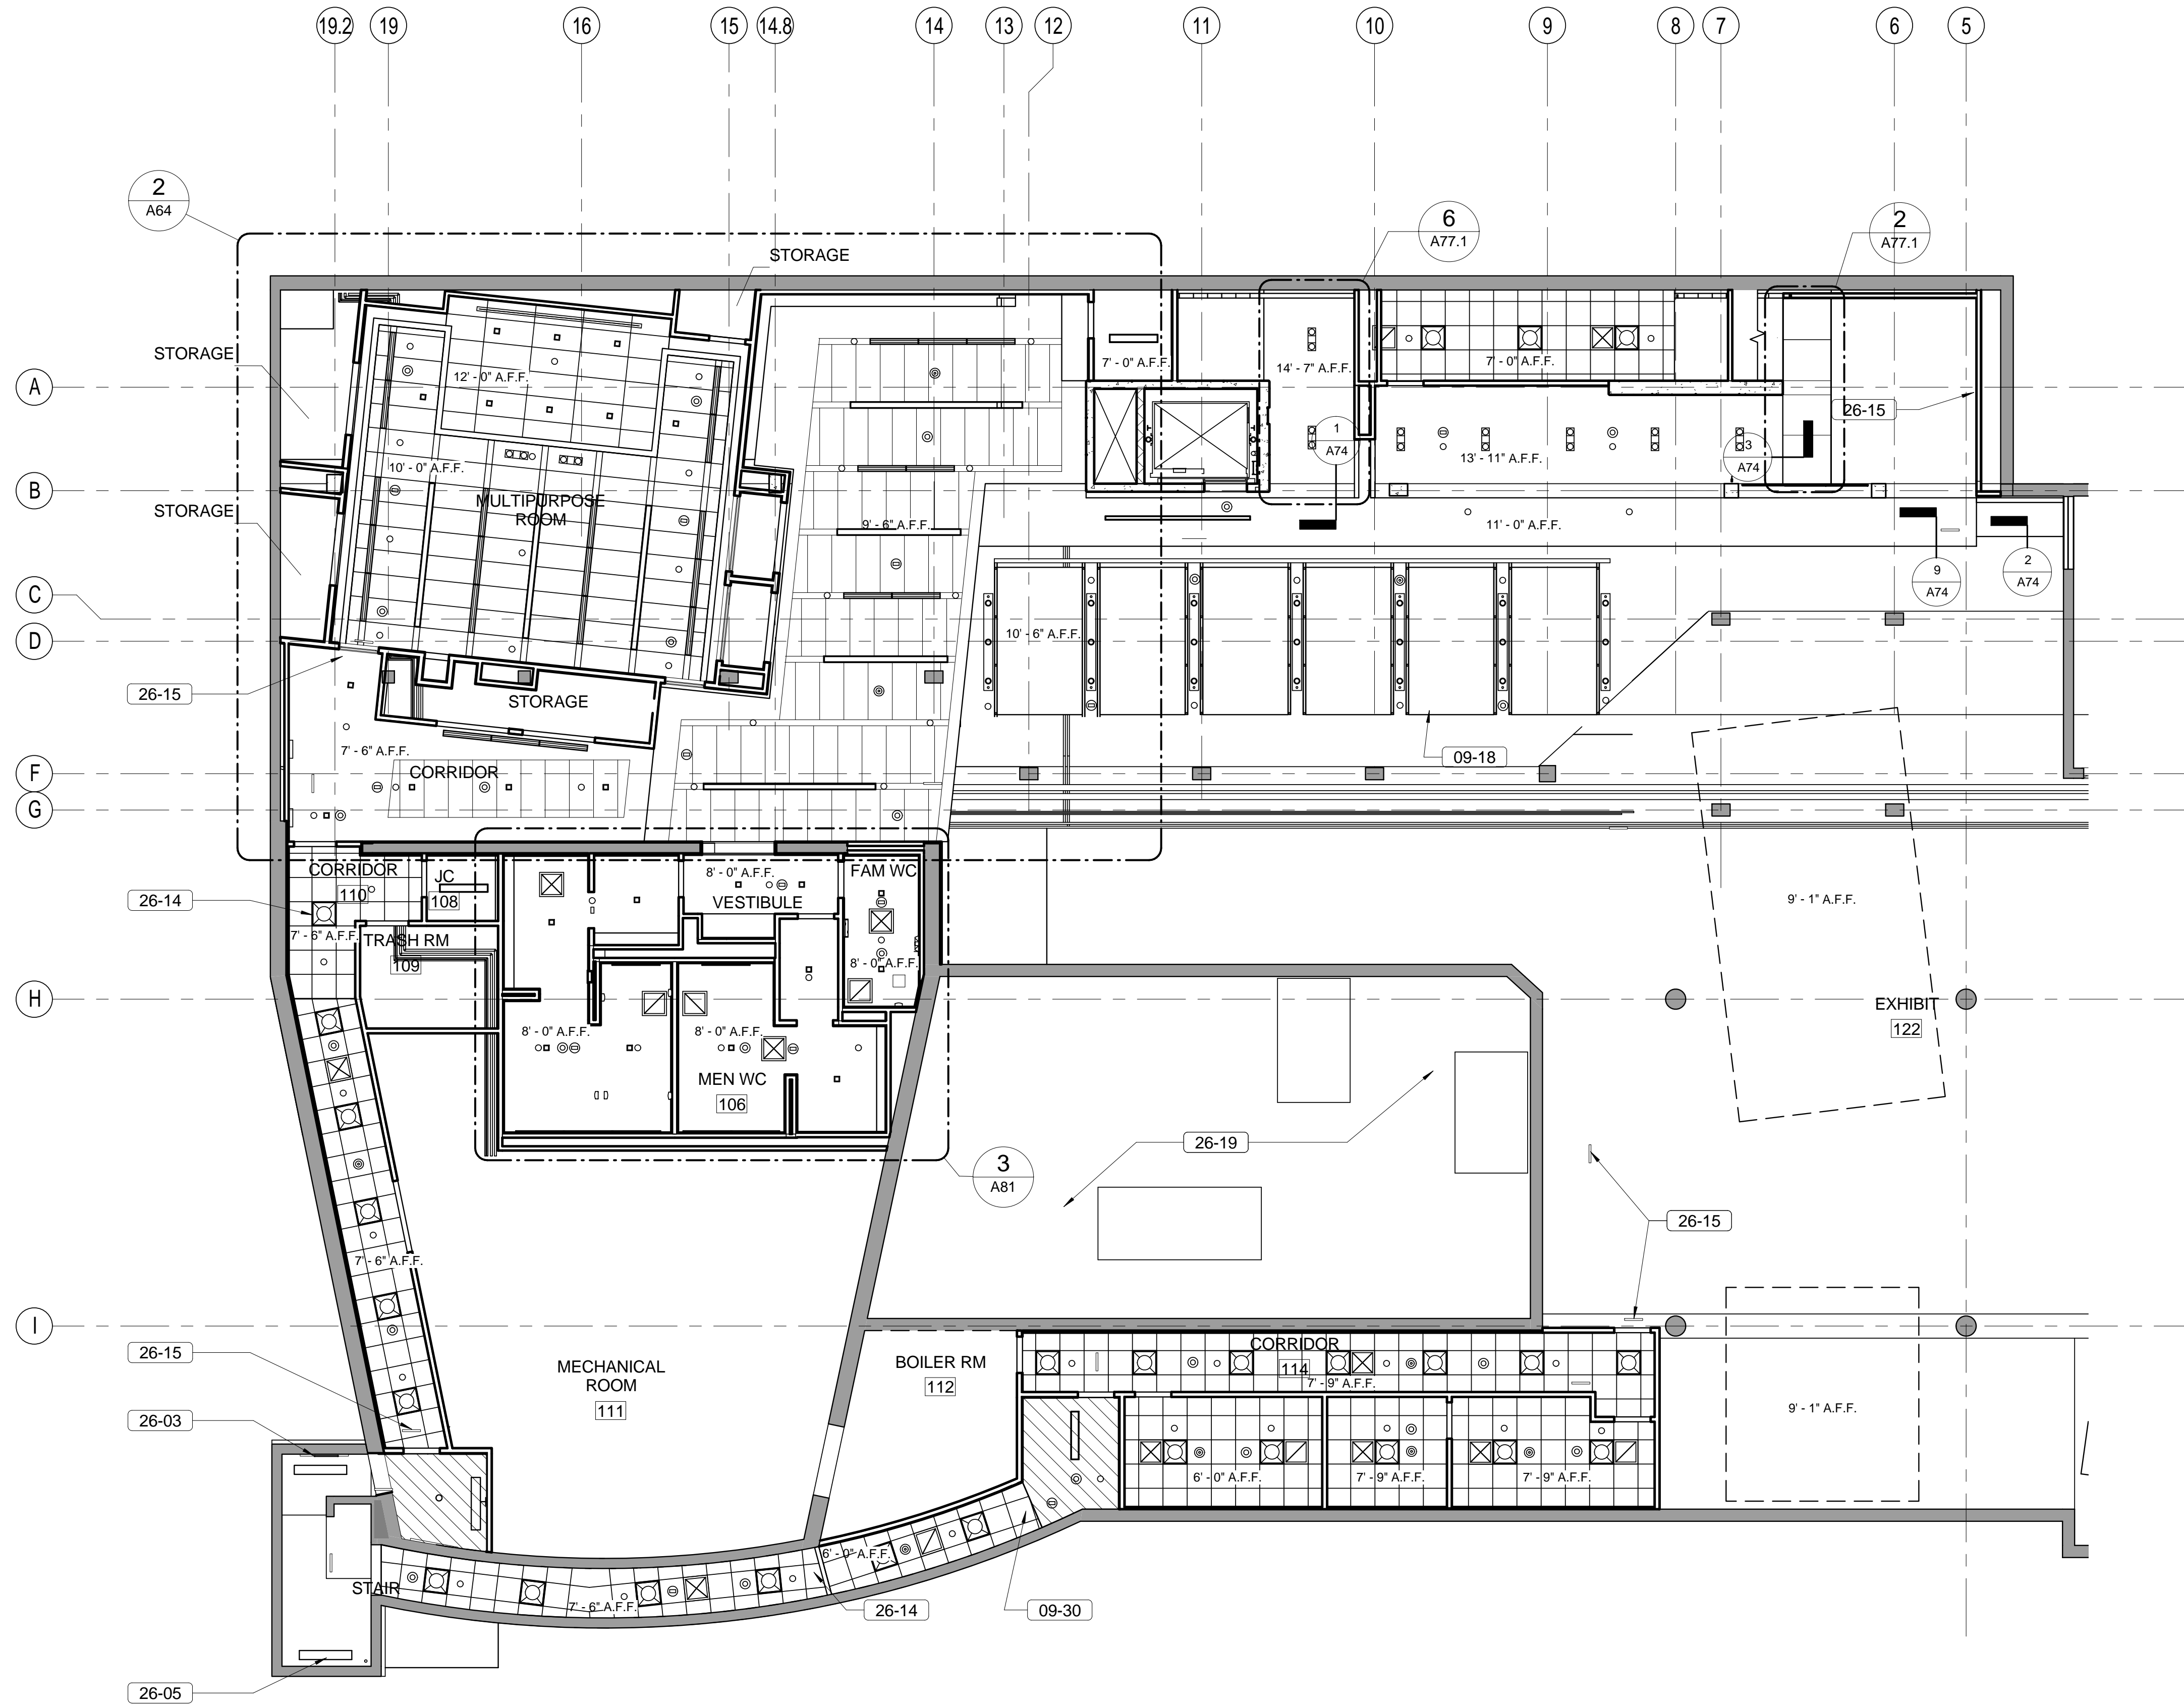 19.2 19 16 15 14.8 14 13 12 11 10 9 8 7 6 5
2
A64
6
A77.1
2
A77.1
STORAGE
STORAGE
7' - 0" A.F.F.
14' - 7" A.F.F.
7' - 0" A.F.F.
12' - 0" A.F.F.
A
26-15
1
A74
3
A74
13' - 11" A.F.F.
10' - 0" A.F.F.
B
MULTIPURPOSE
ROOM
STORAGE
9' - 6" A.F.F.
11' - 0" A.F.F.
9
A74
2
A74
C
D
10' - 6" A.F.F.
26-15
STORAGE
7' - 6" A.F.F.
09-18
F
CORRIDOR
G
CORRIDOR
110
JC
108
8' - 0" A.F.F.
VESTIBULE
FAM WC
26-14
9' - 1" A.F.F.
7' - 6" A.F.F.
TRASH RM
109
8' - 0" A.F.F.
H
EXHIBIT
122
8' - 0" A.F.F.
8' - 0" A.F.F.
MEN WC
106
26-19
3
A81
26-15
7' - 6" A.F.F.
I
26-15
MECHANICAL
ROOM
111
BOILER RM
112
CORRIDOR
114
7' - 9" A.F.F.
9' - 1" A.F.F.
26-03
6' - 0" A.F.F.
7' - 9" A.F.F.
7' - 9" A.F.F.
6' - 0" A.F.F.
STAIR
7' - 6" A.F.F.
26-14
09-30
26-05